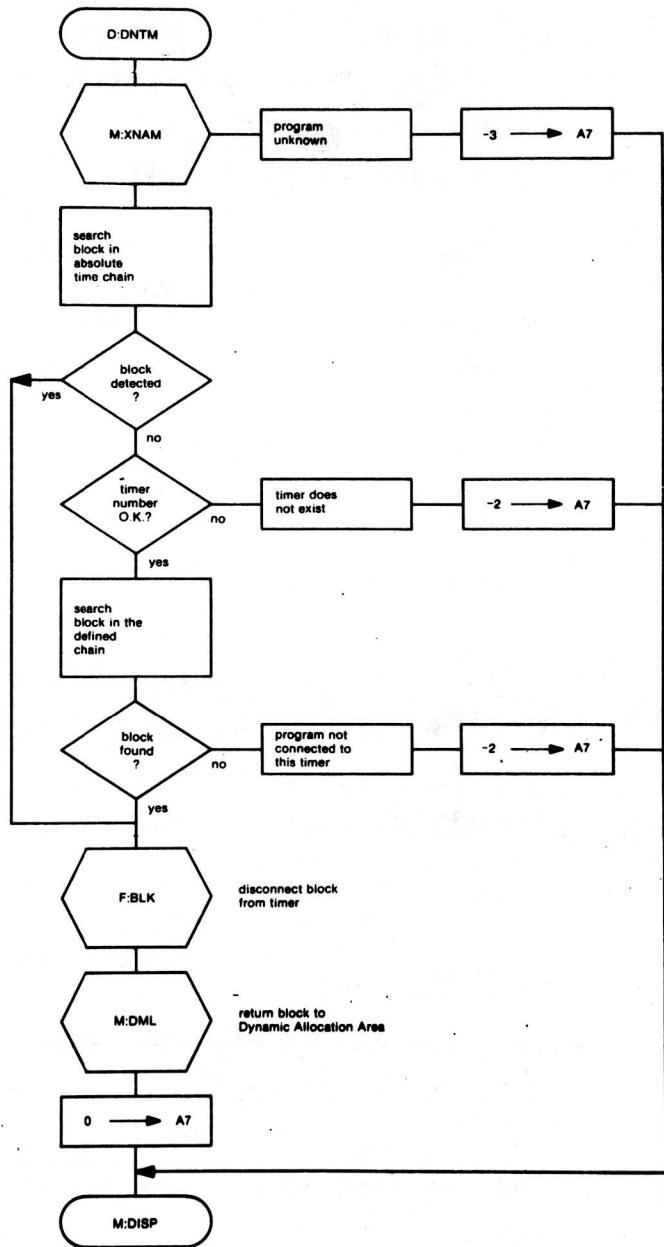 D:DNTM
M:XNAM
program
unknown
-3 → A7
search
block in
absolute
time chain
block
detected
?
yes
no
timer
number
O.K.?
no
timer does
not exist
-2 → A7
yes
search
block in the
defined
chain
block
found
?
no
program not
connected to
this timer
-2 → A7
yes
F:BLK
disconnect block
from timer
M:DML
return block to
Dynamic Allocation Area
0 → A7
M:DISP